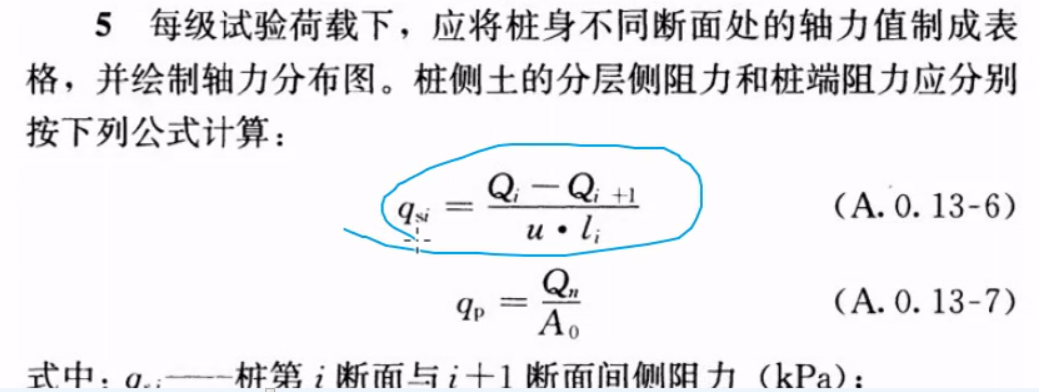 5 每级试验荷载下，应将桩身不同断面处的轴力值制成表
格，并绘制轴力分布图。桩侧土的分层侧阻力和桩端阻力应分别
按下列公式计算：
q_{si} = \frac{Q_i - Q_{i+1}}{u \cdot l_i} （A.0.13-6）
q_p = \frac{Q_n}{A_0} （A.0.13-7）
式中：q_{si}——桩第 i 断面与 i+1 断面间侧阻力（kPa）；